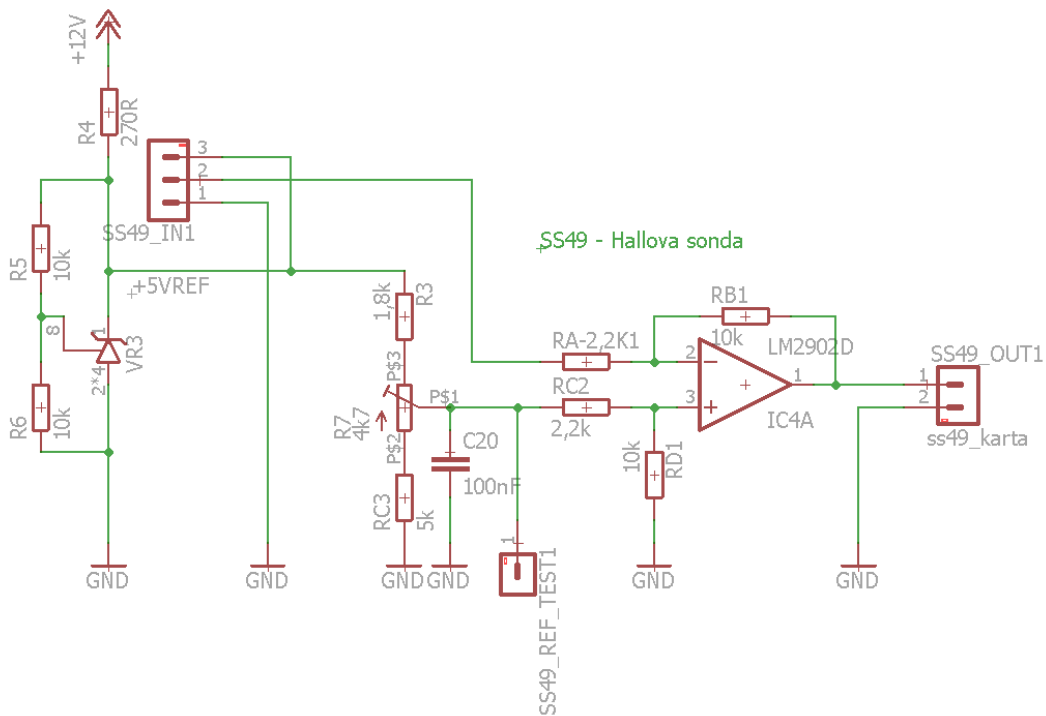 +12V
R4
270R
3
2
1
SS49_IN1
R5
10k
+5VREF
8
1
VR3
2*4
R6
10k
SS49 - Hallova sonda
1,8k
R3
P$3
P$1
R7
4k7
P$2
C20
100nF
RC3
5k
RA-2,2K1
RC2
2,2k
RB1
10k
LM2902D
2
3
1
IC4A
10k
RD1
SS49_OUT1
1
2
ss49_karta
1
SS49_REF_TEST1
GND
GND
GND
GND
GND
GND